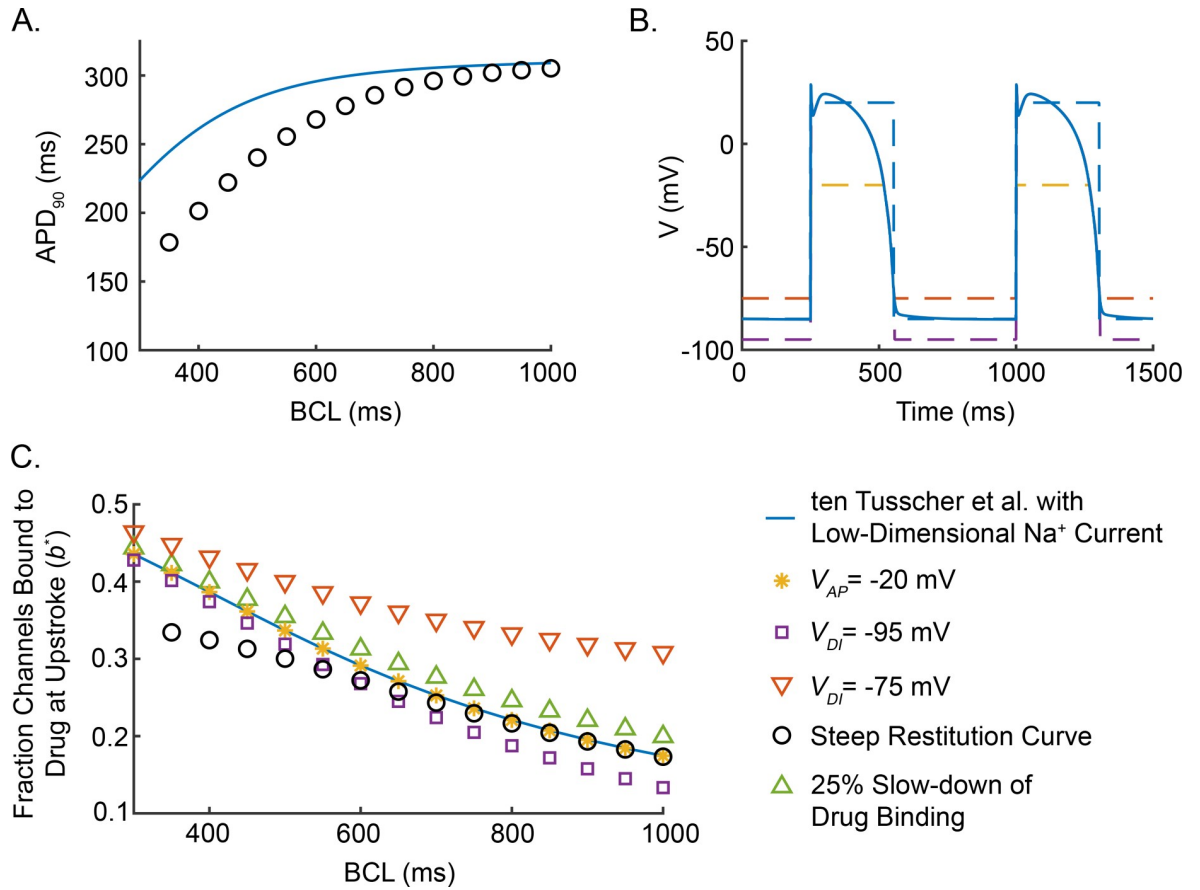 A.
APD90 (ms)
300
250
200
150
100
400
600
800
1000
BCL (ms)
B.
V (mV)
50
0
-50
-100
0
500
1000
1500
Time (ms)
C.
Fraction Channels Bound to
Drug at Upstroke (b*)
0.5
0.4
0.3
0.2
0.1
400
600
800
1000
BCL (ms)
ten Tusscher et al. with
Low-Dimensional Na+ Current
VAP= -20 mV
VDI= -95 mV
VDI= -75 mV
Steep Restitution Curve
25% Slow-down of
Drug Binding